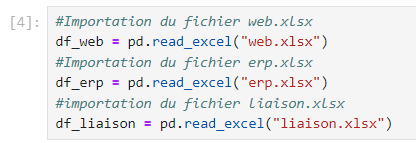 [4]: #Importation du fichier web.xlsx
df_web = pd.read_excel("web.xlsx")
#Importation du fichier erp.xlsx
df_erp = pd.read_excel("erp.xlsx")
#importation du fichier liaison.xlsx
df_liaison = pd.read_excel("liaison.xlsx")